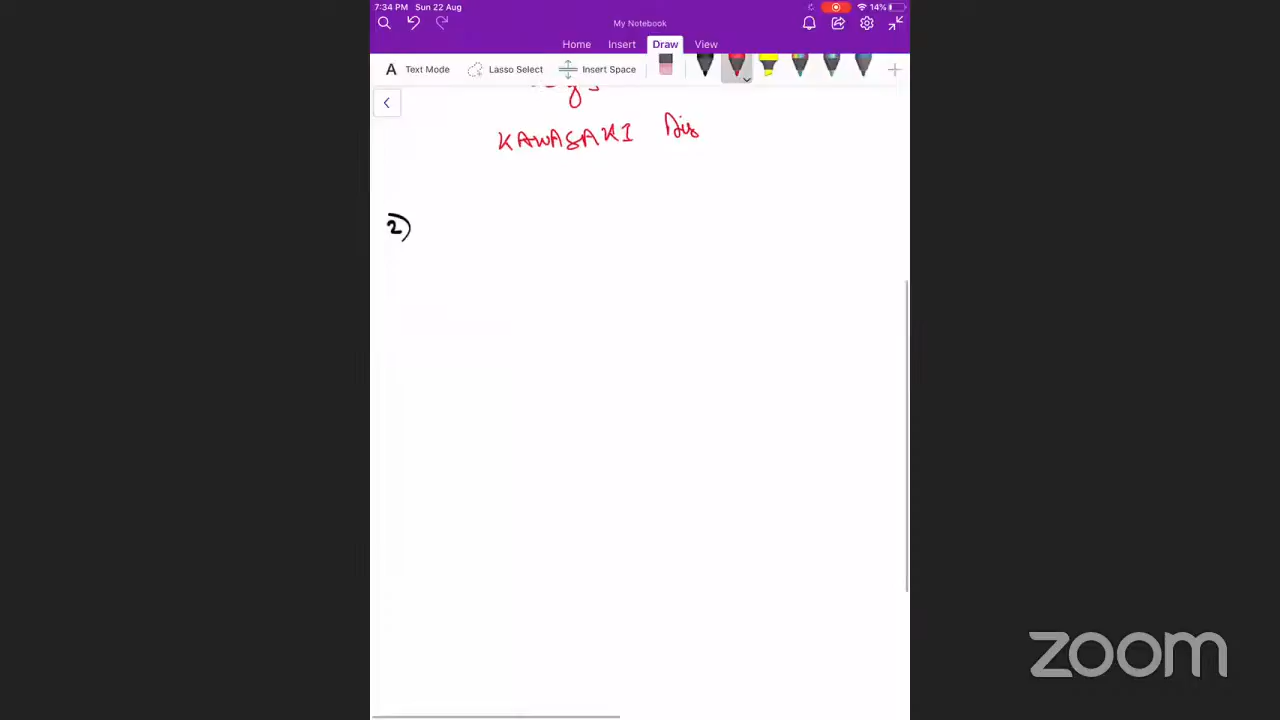 7:34 PM Sun 22 Aug 14%
My Notebook
Home Insert Draw View
A Text Mode Lasso Select Insert Space
KAWASAKI Dis
2)
zoom